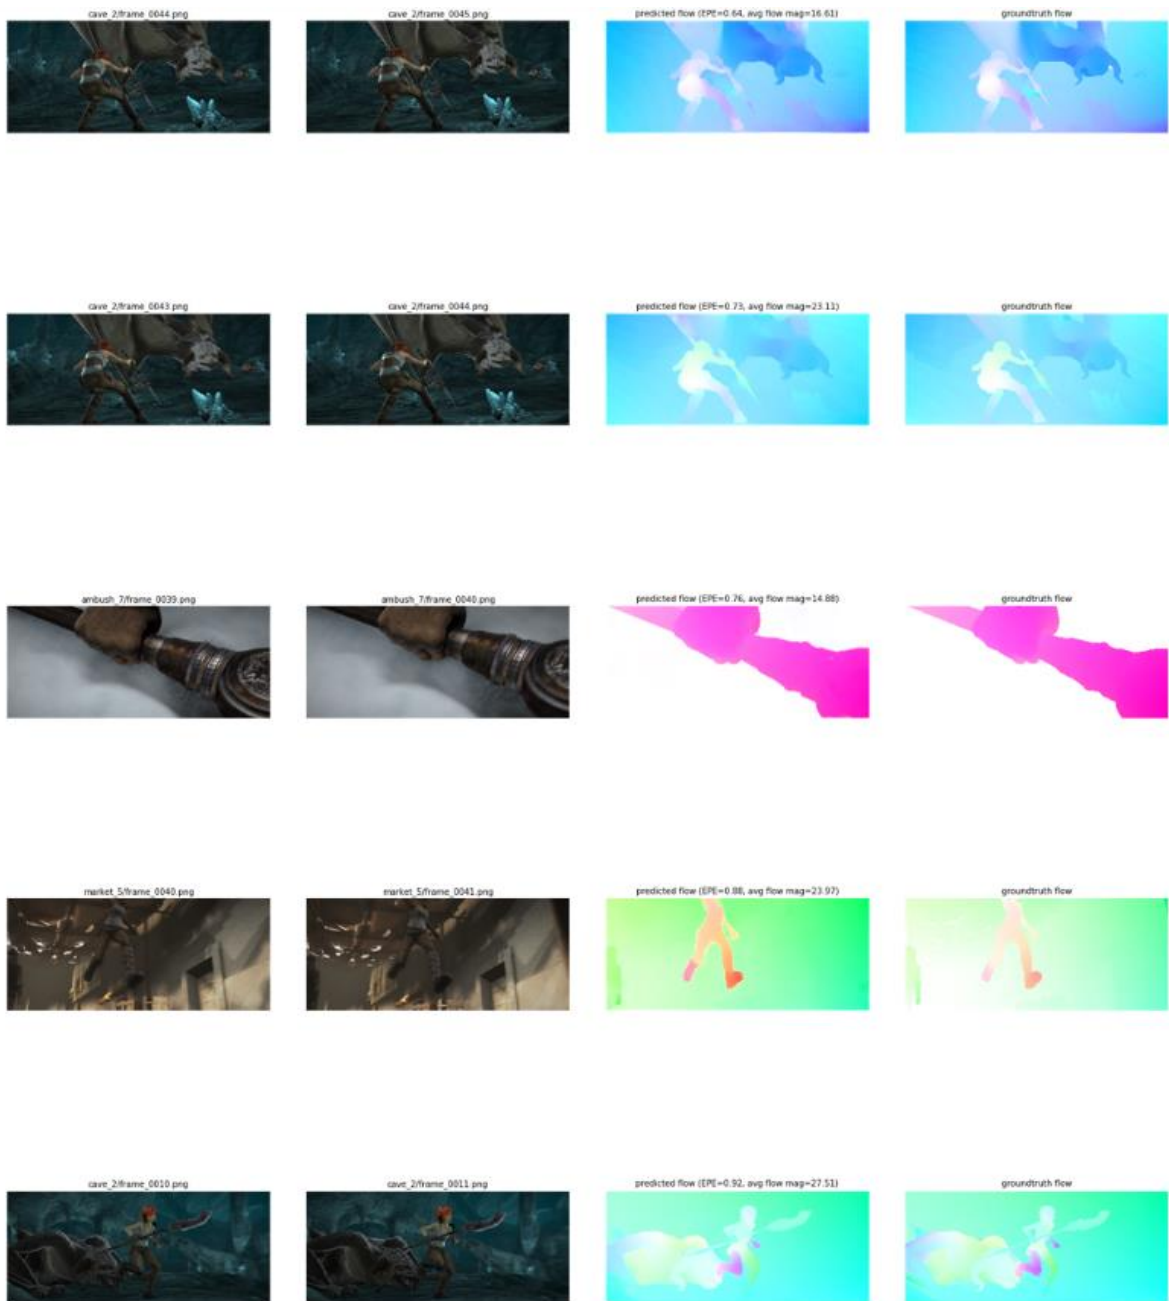 cave_2/frame_0044.png cave_2/frame_0045.png predicted flow (EPE=0.64, avg flow mag=16.61) groundtruth flow
cave_2/frame_0043.png cave_2/frame_0044.png predicted flow (EPE=0.73, avg flow mag=23.11) groundtruth flow
ambush_7/frame_0039.png ambush_7/frame_0040.png predicted flow (EPE=0.76, avg flow mag=14.88) groundtruth flow
market_5/frame_0040.png market_5/frame_0041.png predicted flow (EPE=0.88, avg flow mag=23.97) groundtruth flow
cave_2/frame_0010.png cave_2/frame_0011.png predicted flow (EPE=0.92, avg flow mag=27.51) groundtruth flow